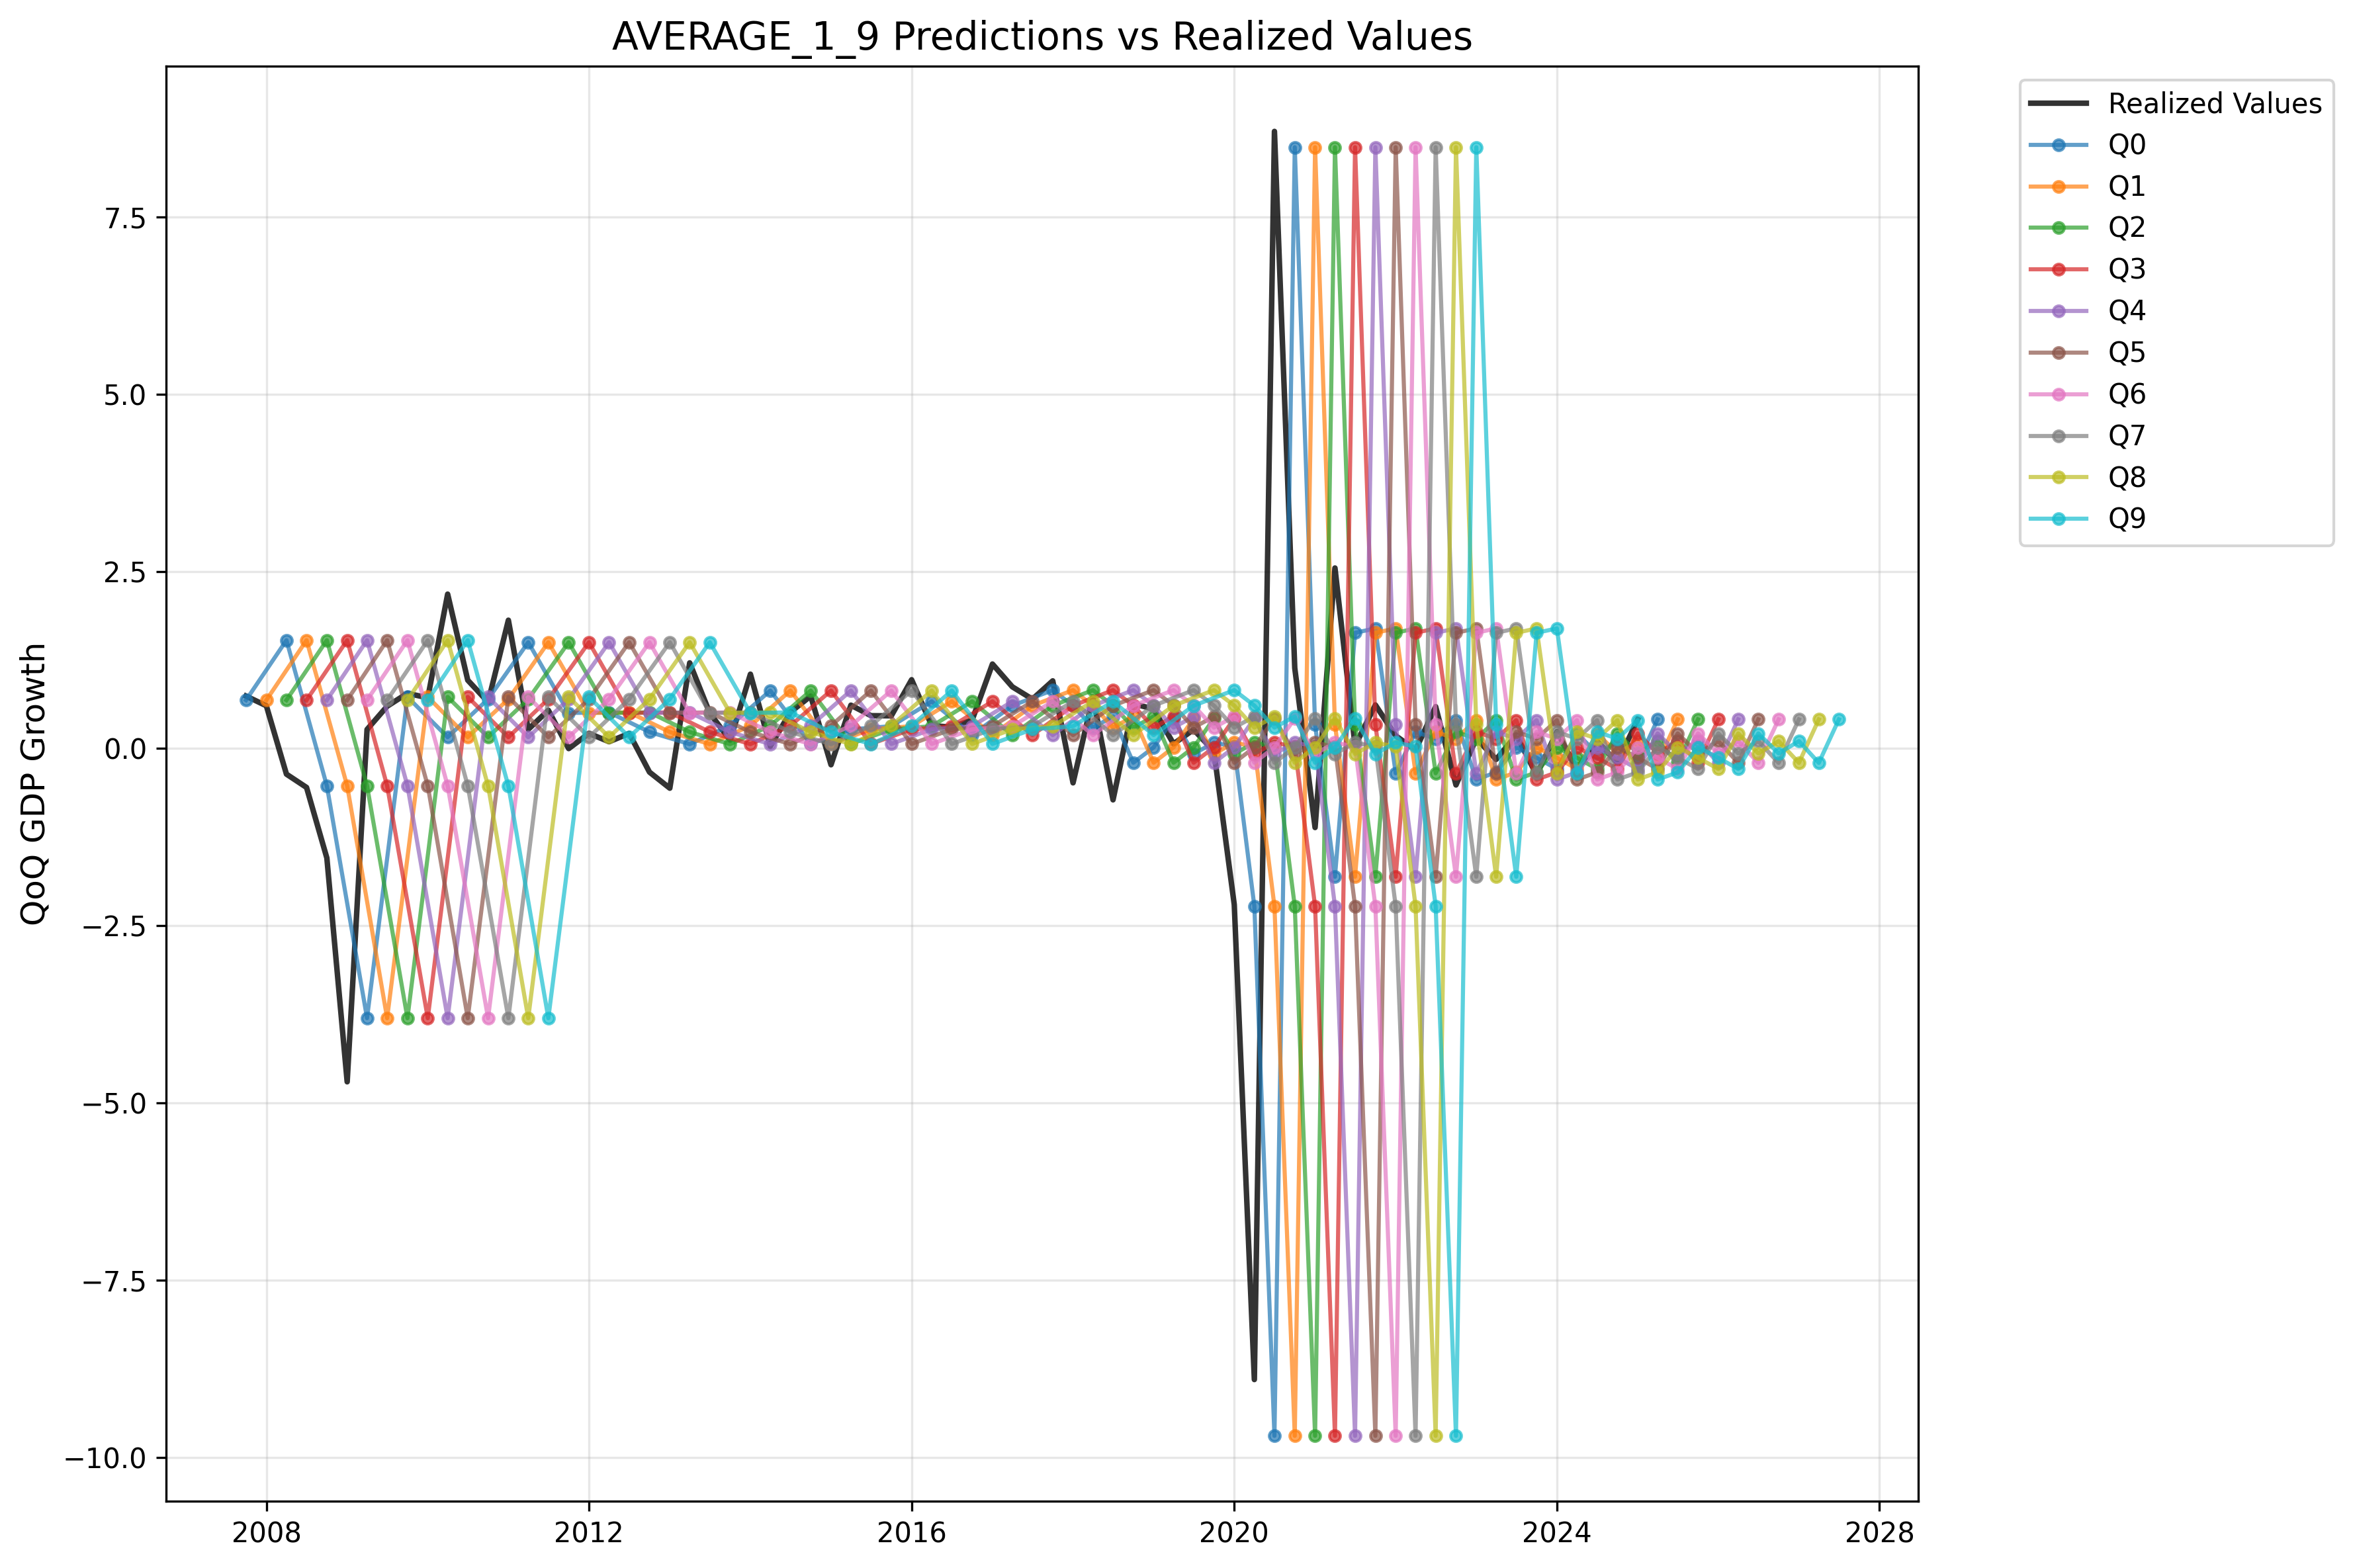 AVERAGE_1_9 Predictions vs Realized Values
QoQ GDP Growth
7.5
5.0
2.5
0.0
−2.5
−5.0
−7.5
−10.0
2008
2012
2016
2020
2024
2028
Realized Values
Q0
Q1
Q2
Q3
Q4
Q5
Q6
Q7
Q8
Q9